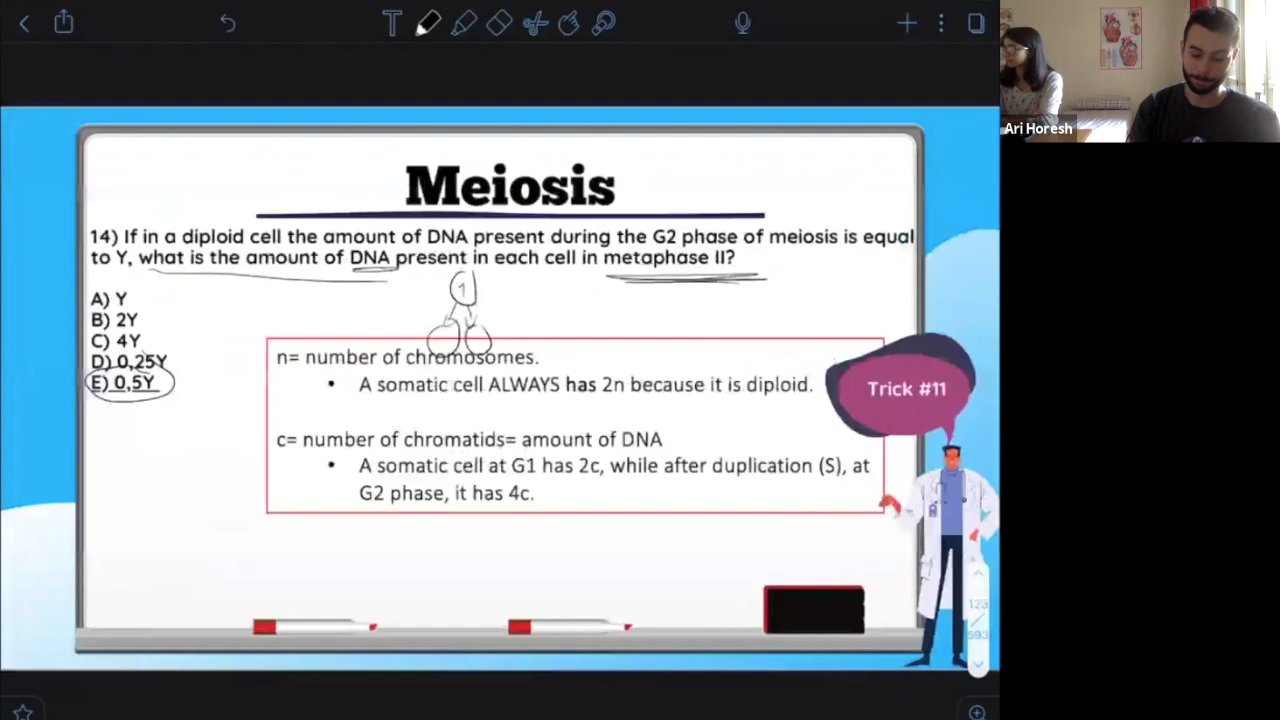 Meiosis
14) If in a diploid cell the amount of DNA present during the G2 phase of meiosis is equal
to Y, what is the amount of DNA present in each cell in metaphase II?
A) Y
B) 2Y
C) 4Y
D) 0,25Y
E) 0,5Y
1
n= number of chromosomes.
• A somatic cell ALWAYS has 2n because it is diploid.
c= number of chromatids= amount of DNA
• A somatic cell at G1 has 2c, while after duplication (S), at
G2 phase, it has 4c.
Trick #11
123
593
Ari Horesh